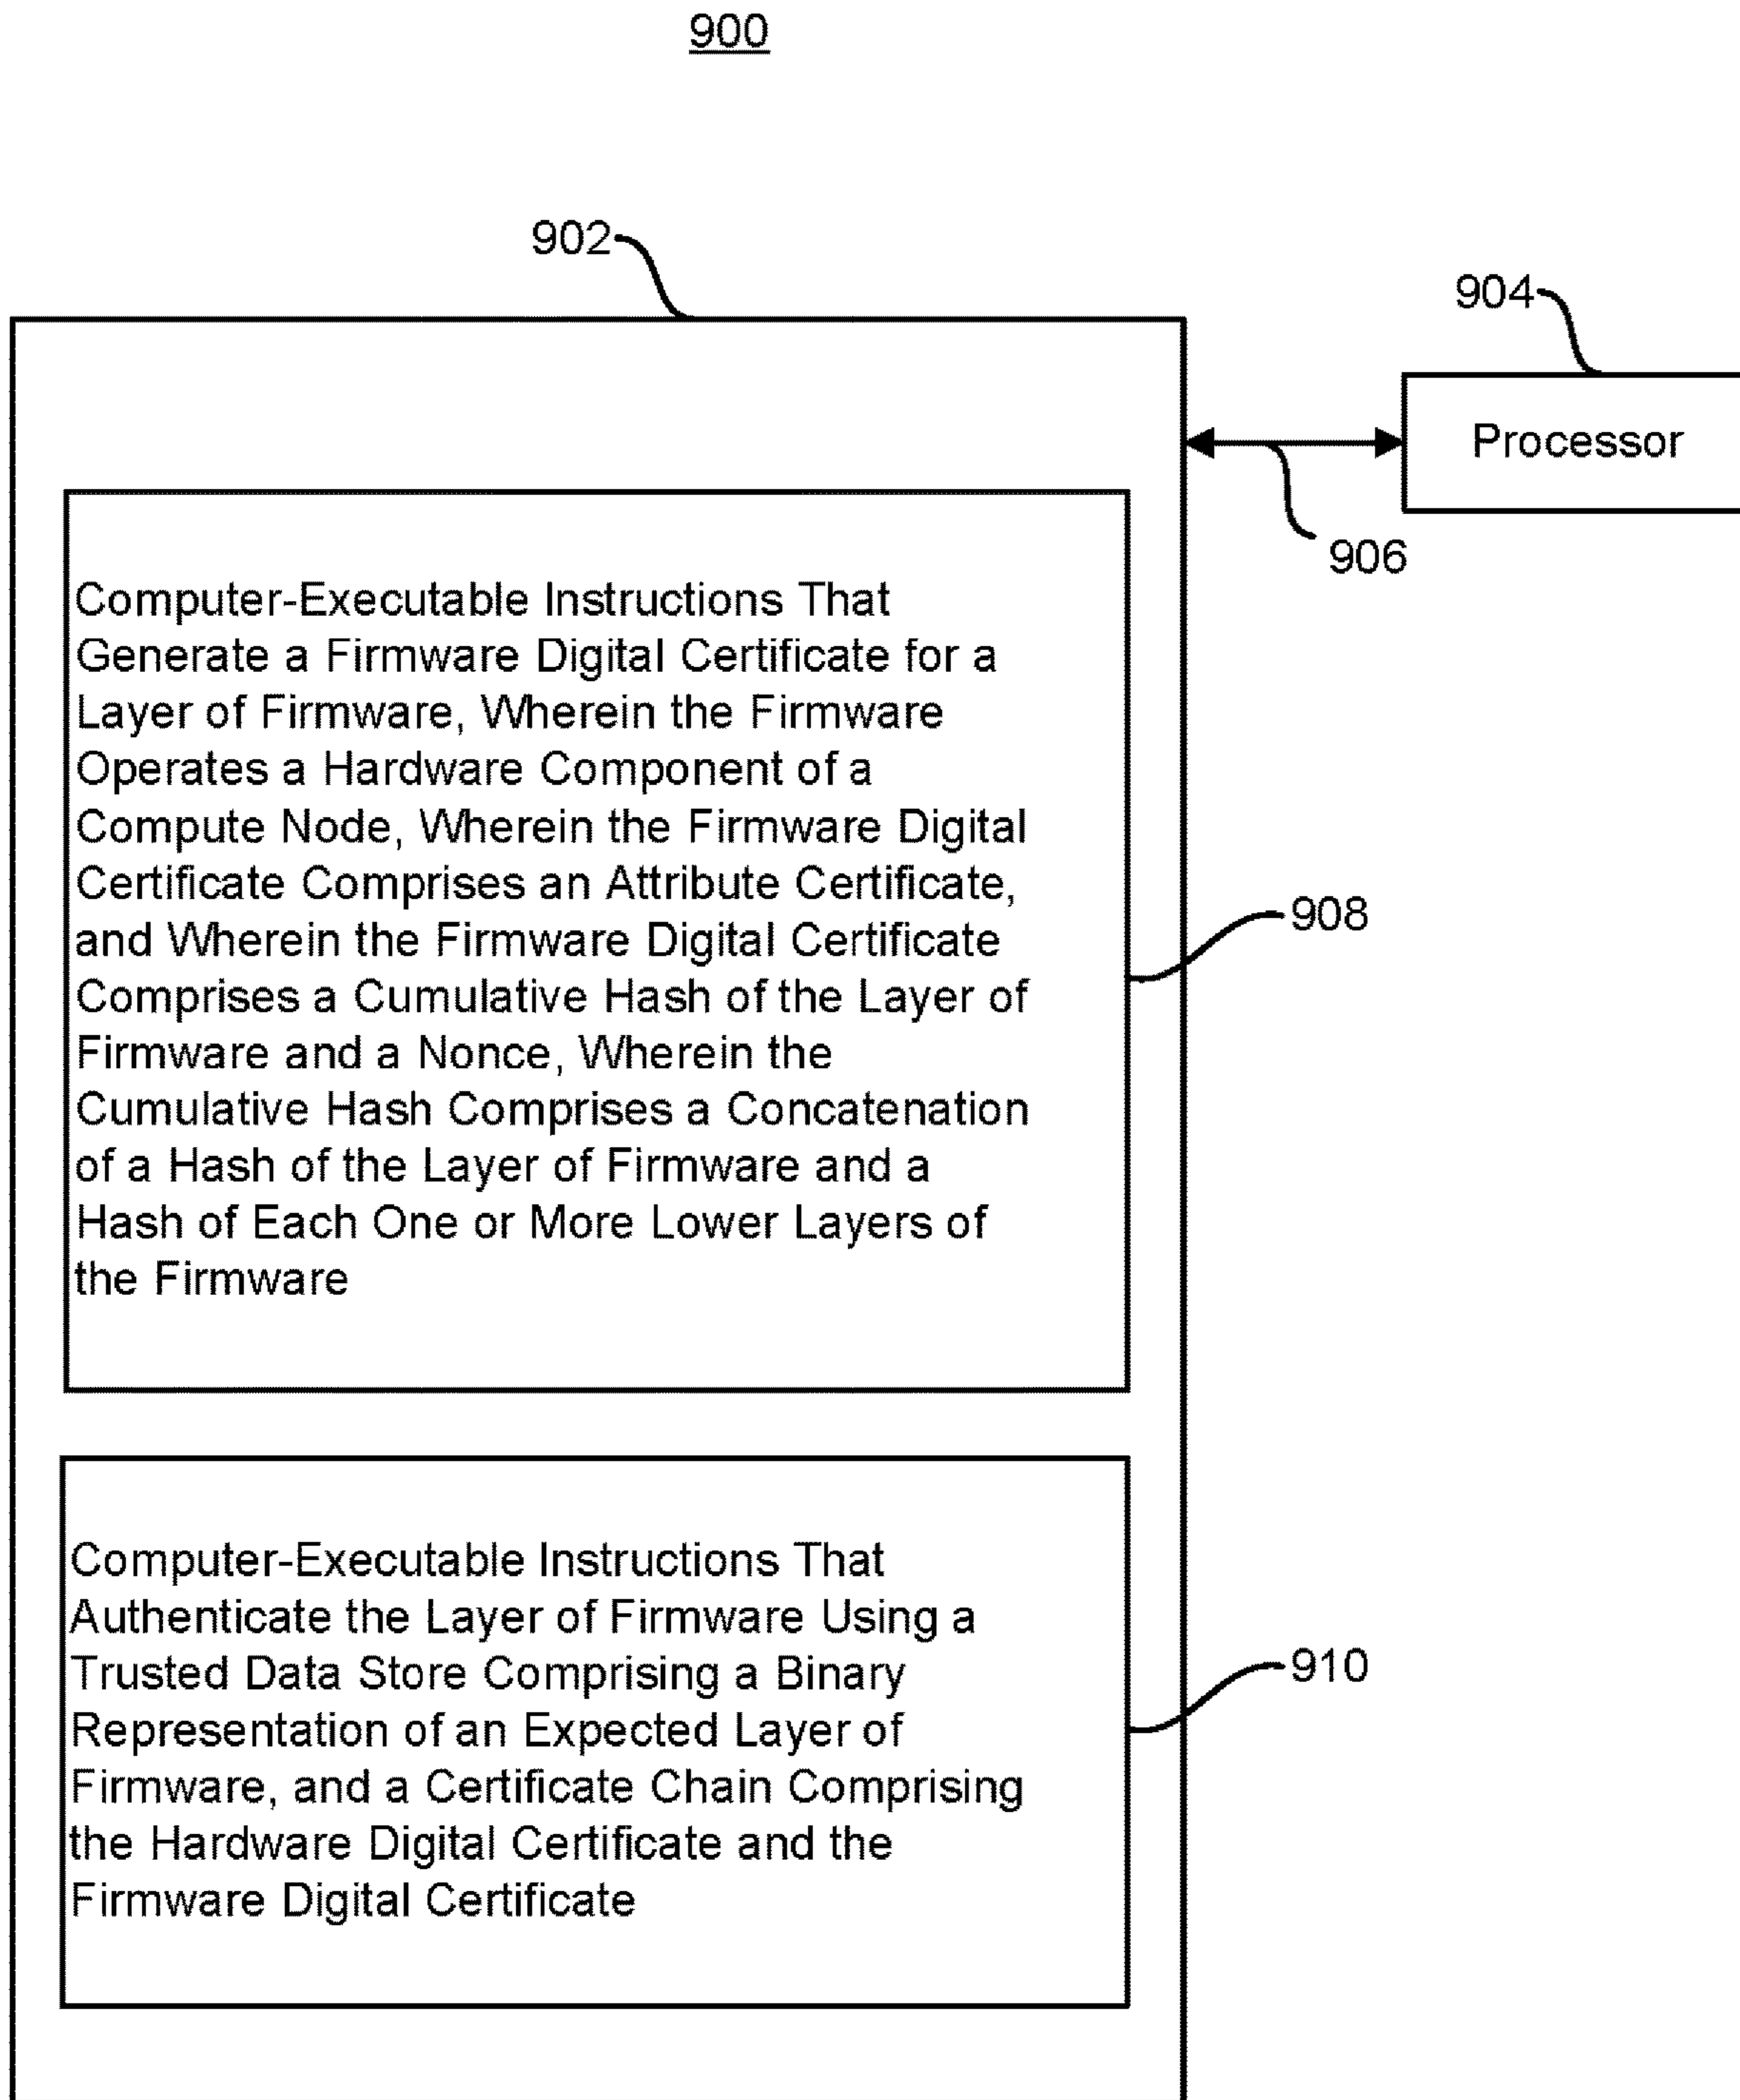 900
902
904
Processor
906
Computer-Executable Instructions That
Generate a Firmware Digital Certificate for a
Layer of Firmware, Wherein the Firmware
Operates a Hardware Component of a
Compute Node, Wherein the Firmware Digital
Certificate Comprises an Attribute Certificate,
and Wherein the Firmware Digital Certificate
Comprises a Cumulative Hash of the Layer of
Firmware and a Nonce, Wherein the
Cumulative Hash Comprises a Concatenation
of a Hash of the Layer of Firmware and a
Hash of Each One or More Lower Layers of
the Firmware
908
Computer-Executable Instructions That
Authenticate the Layer of Firmware Using a
Trusted Data Store Comprising a Binary
Representation of an Expected Layer of
Firmware, and a Certificate Chain Comprising
the Hardware Digital Certificate and the
Firmware Digital Certificate
910